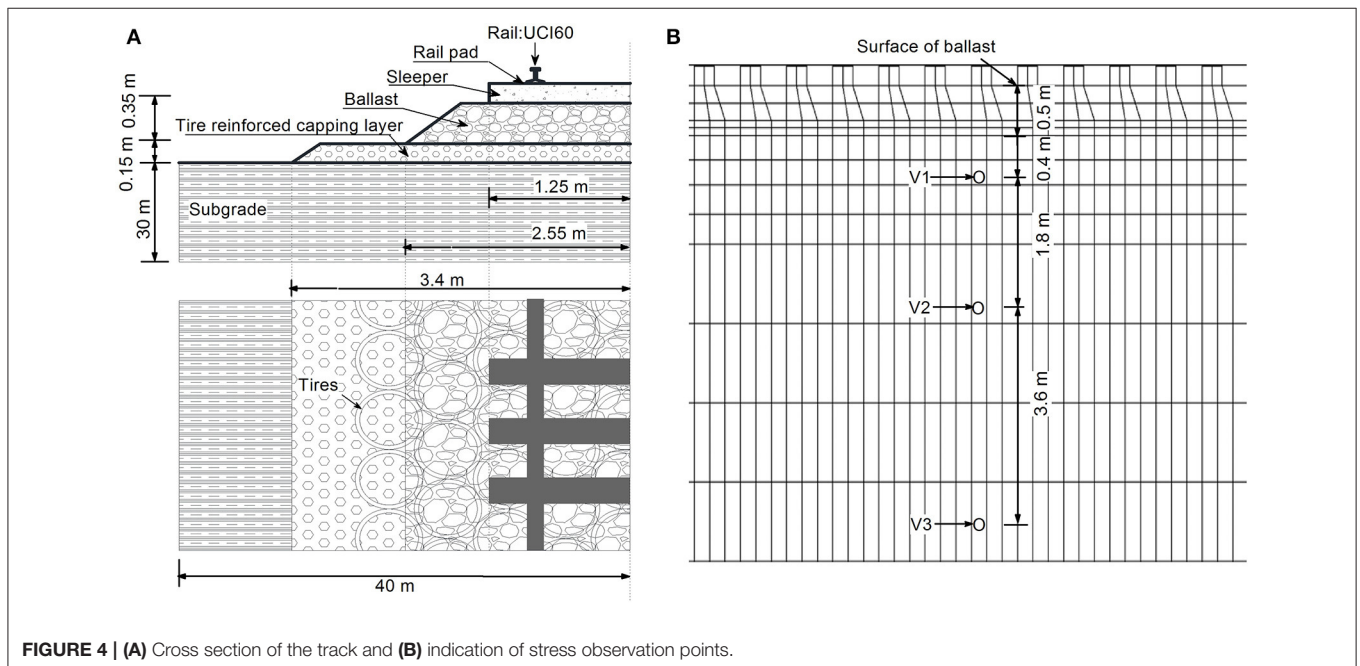 A
Rail:UCI60
Rail pad
Sleeper
Ballast
Tire reinforced capping layer
0.35 m
0.15 m
30 m
Subgrade
1.25 m
2.55 m
3.4 m
Tires
40 m
B
Surface of ballast
0.5 m
0.4 m
V1
O
1.8 m
V2
O
3.6 m
V3
O
FIGURE 4 | (A) Cross section of the track and (B) indication of stress observation points.